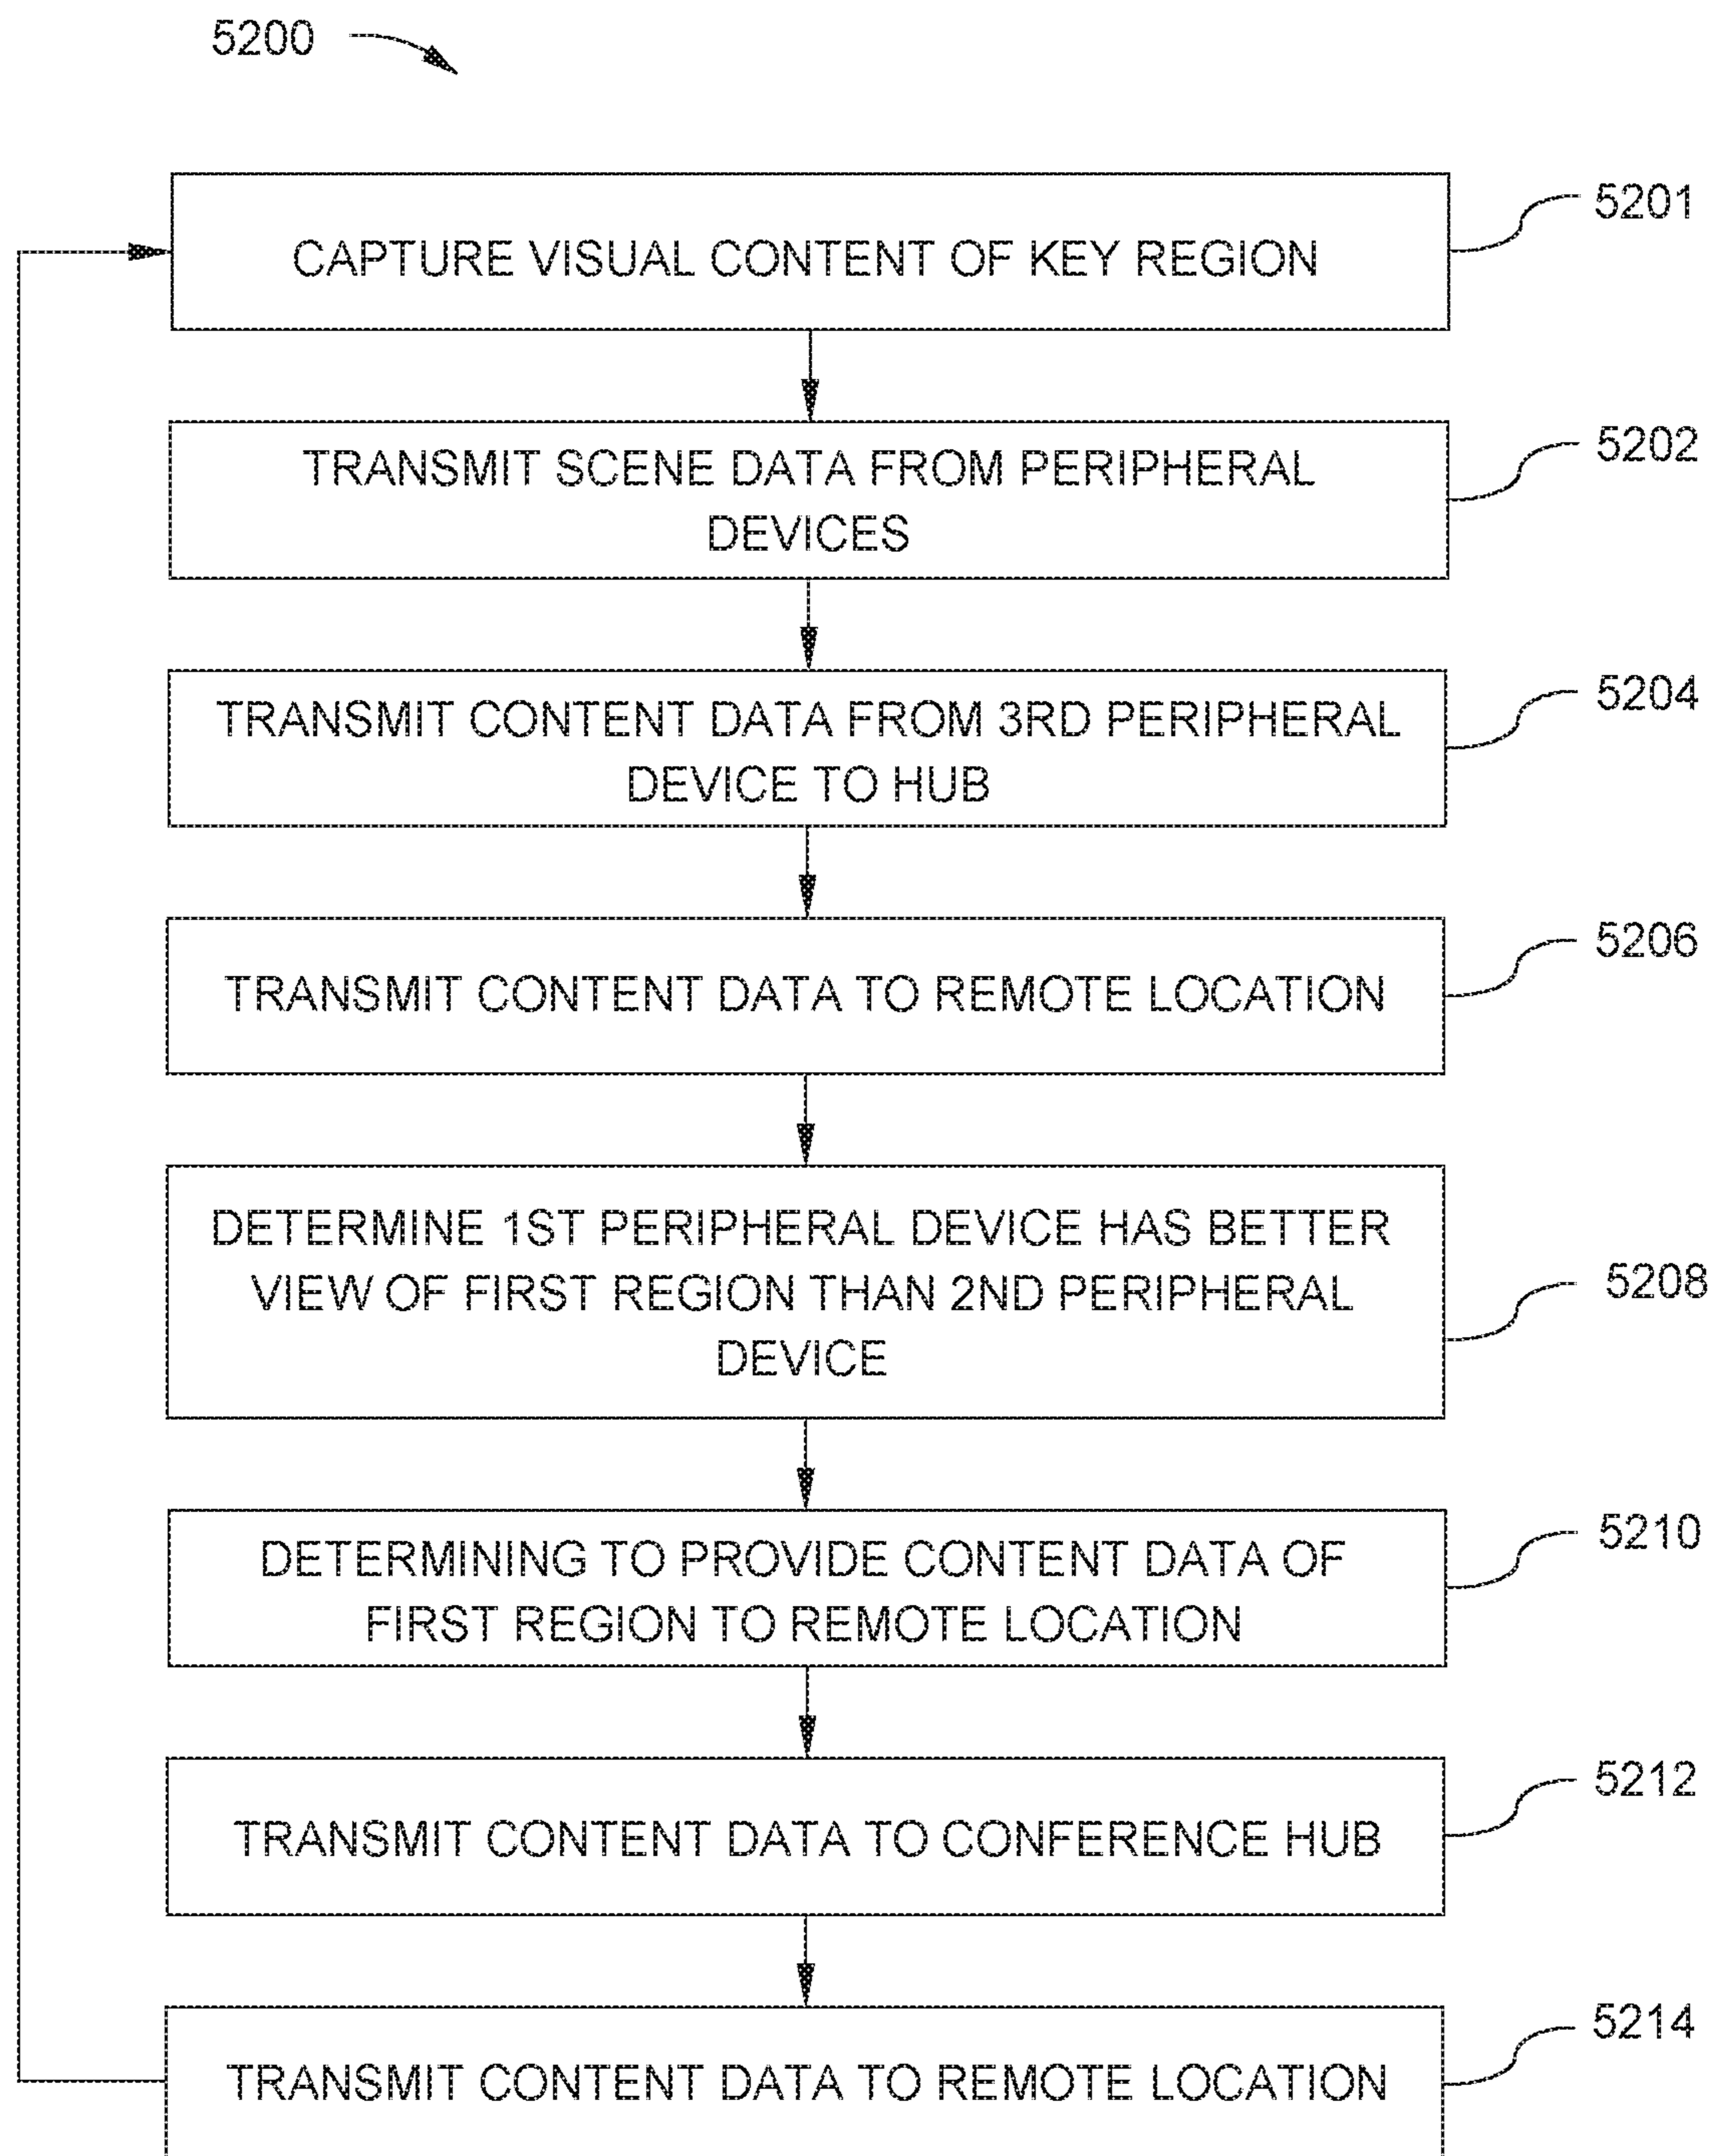 5200
5201
CAPTURE VISUAL CONTENT OF KEY REGION
5202
TRANSMIT SCENE DATA FROM PERIPHERAL
DEVICES
5204
TRANSMIT CONTENT DATA FROM 3RD PERIPHERAL
DEVICE TO HUB
5206
TRANSMIT CONTENT DATA TO REMOTE LOCATION
DETERMINE 1ST PERIPHERAL DEVICE HAS BETTER
VIEW OF FIRST REGION THAN 2ND PERIPHERAL
5208
DEVICE
5210
DETERMINING TO PROVIDE CONTENT DATA OF
FIRST REGION TO REMOTE LOCATION
5212
TRANSMIT CONTENT DATA TO CONFERENCE HUB
5214
TRANSMIT CONTENT DATA TO REMOTE LOCATION